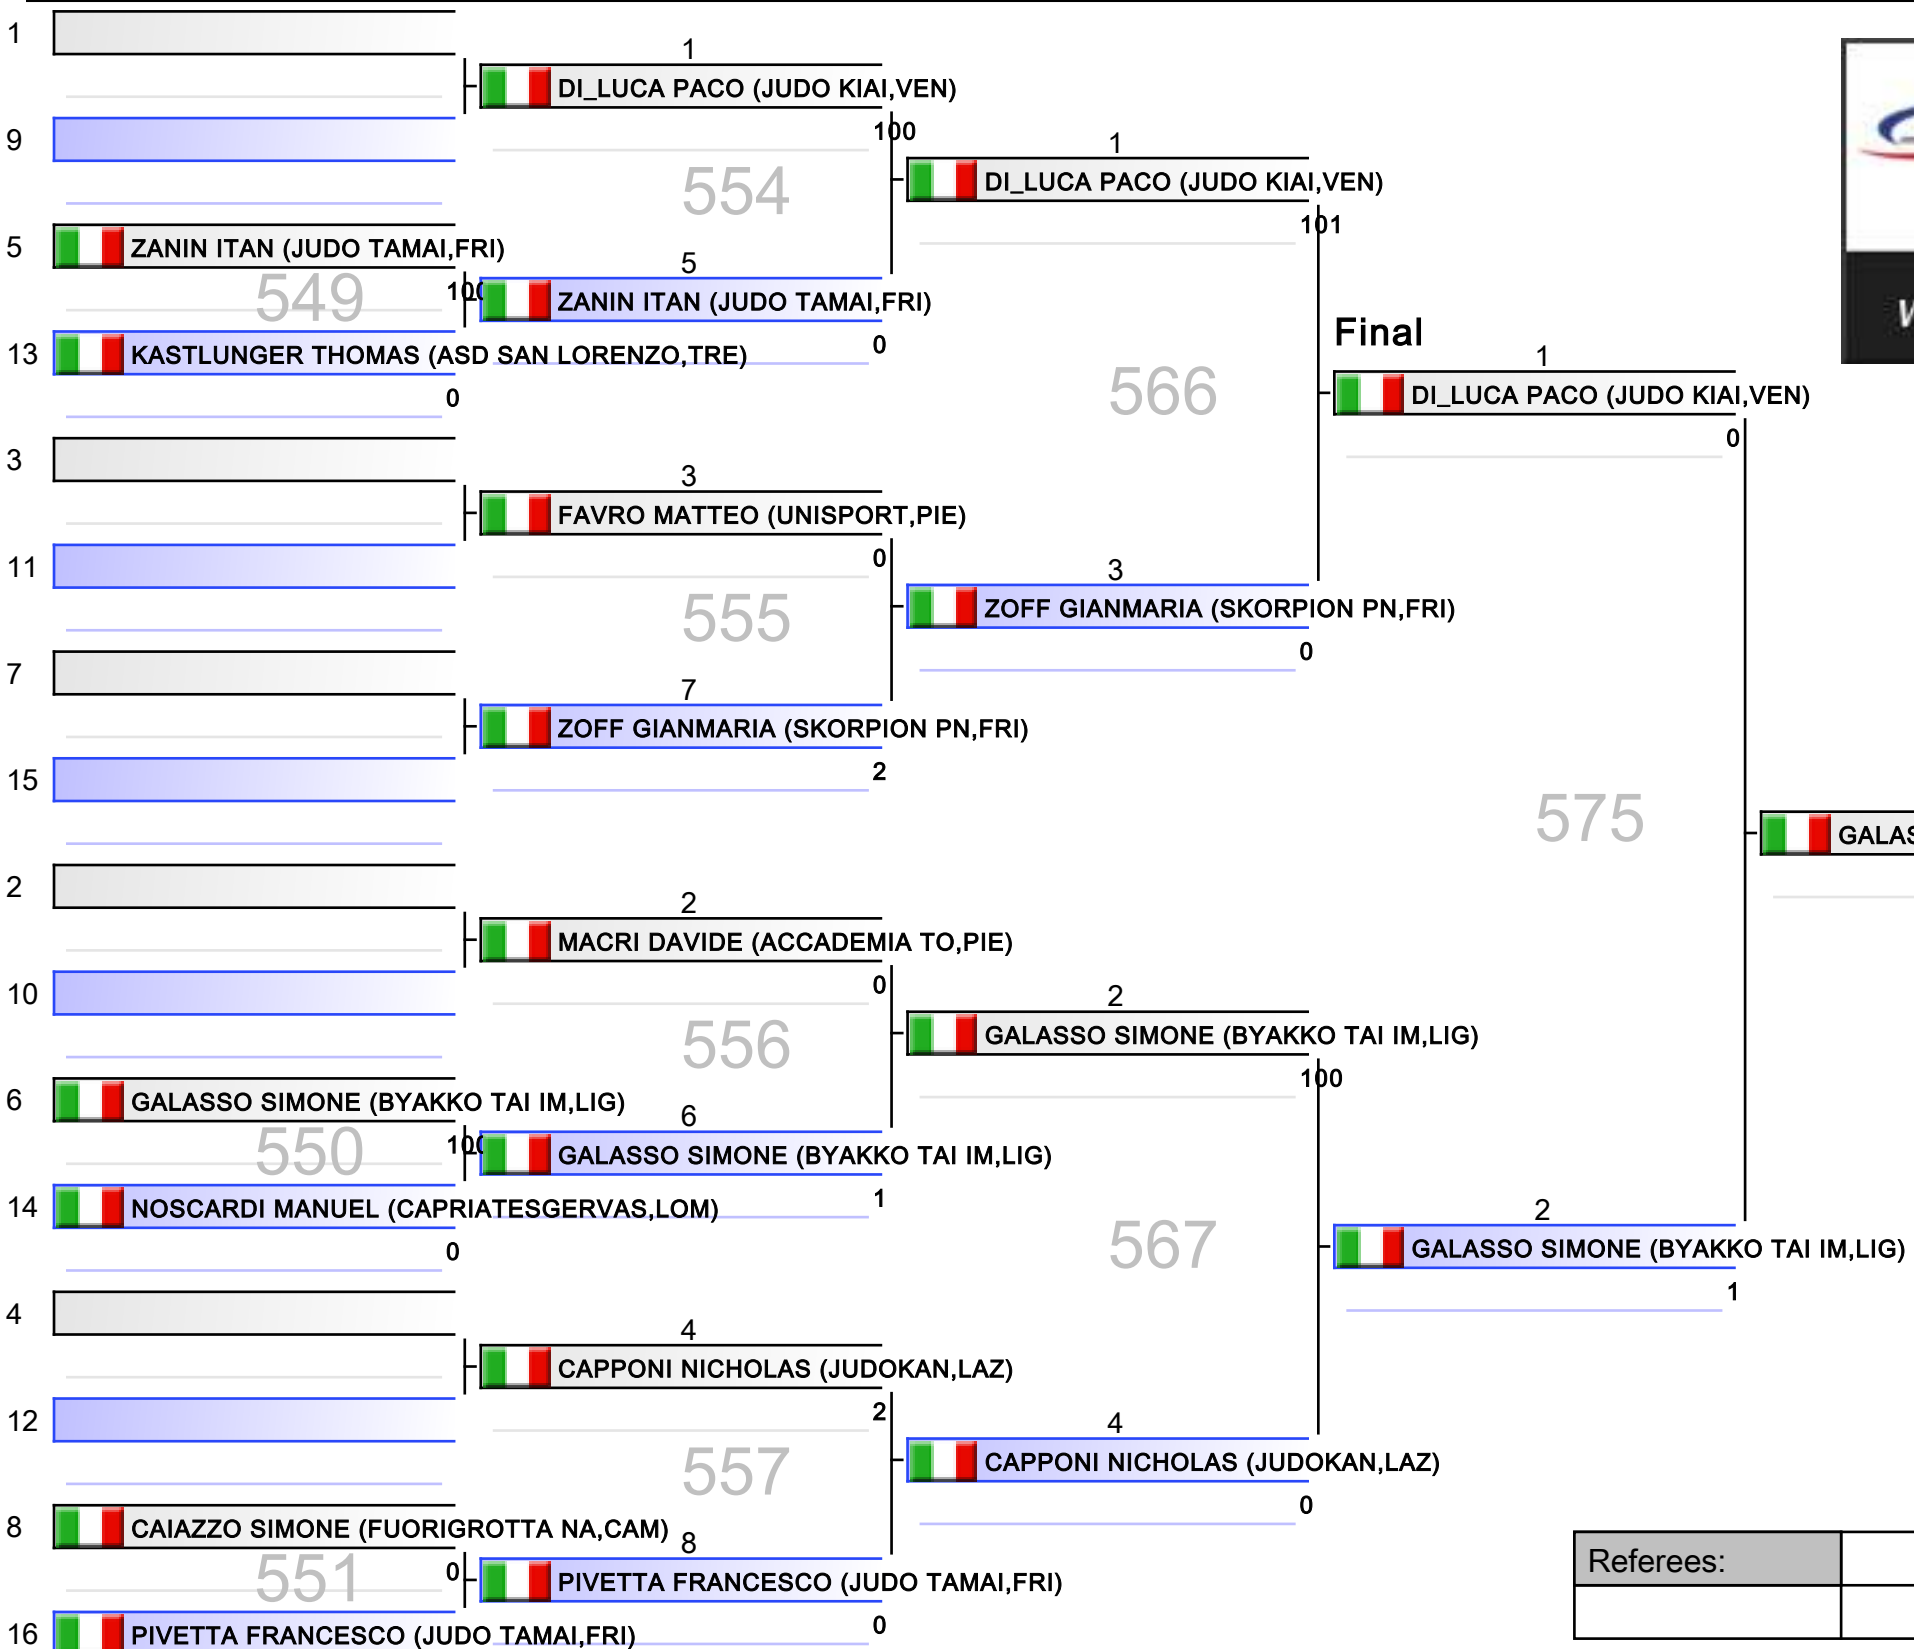 1
1
DI_LUCA PACO (JUDO KIAI,VEN)
100
9
1
554
DI_LUCA PACO (JUDO KIAI,VEN)
101
5
ZANIN ITAN (JUDO TAMAI,FRI)
5
549
100
ZANIN ITAN (JUDO TAMAI,FRI)
0
Final
13
KASTLUNGER THOMAS (ASD SAN LORENZO,TRE)
0
566
1
DI_LUCA PACO (JUDO KIAI,VEN)
0
3
3
FAVRO MATTEO (UNISPORT,PIE)
0
11
3
555
ZOFF GIANMARIA (SKORPION PN,FRI)
0
7
7
ZOFF GIANMARIA (SKORPION PN,FRI)
2
15
575
2
2
MACRI DAVIDE (ACCADEMIA TO,PIE)
0
10
2
556
GALASSO SIMONE (BYAKKO TAI IM,LIG)
100
6
GALASSO SIMONE (BYAKKO TAI IM,LIG)
6
550
100
GALASSO SIMONE (BYAKKO TAI IM,LIG)
1
14
NOSCARDI MANUEL (CAPRIATESGERVAS,LOM)
0
567
2
GALASSO SIMONE (BYAKKO TAI IM,LIG)
1
4
4
CAPPONI NICHOLAS (JUDOKAN,LAZ)
2
12
4
557
CAPPONI NICHOLAS (JUDOKAN,LAZ)
0
8
CAIAZZO SIMONE (FUORIGROTTA NA,CAM)
8
551
0
PIVETTA FRANCESCO (JUDO TAMAI,FRI)
0
16
PIVETTA FRANCESCO (JUDO TAMAI,FRI)
Referees: